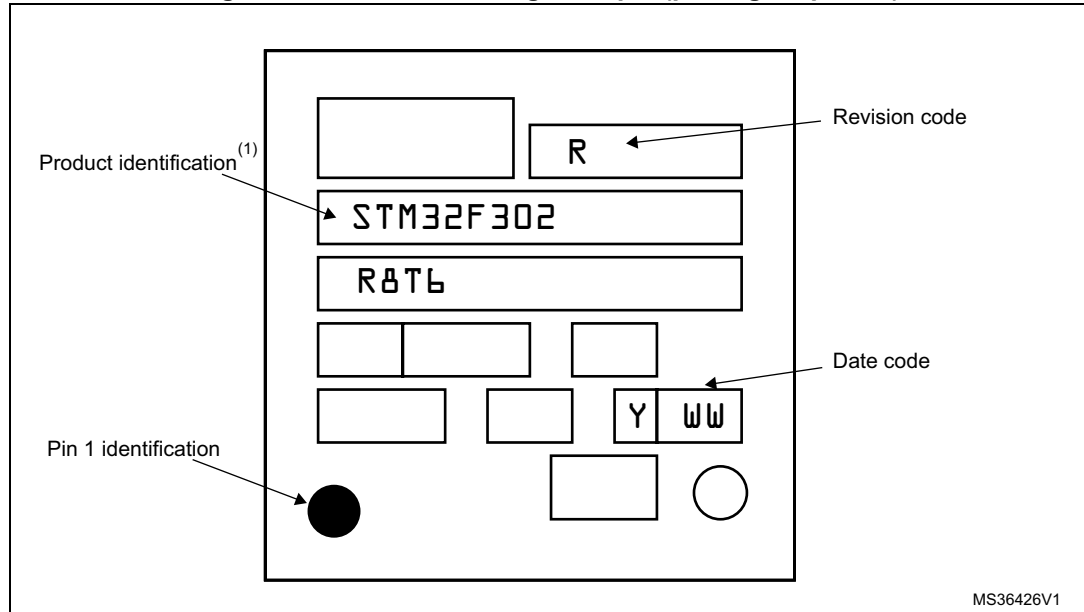 R
Revision code
Product identification(1)
STM32F302
R8T6
Date code
Y WW
Pin 1 identification
MS36426V1